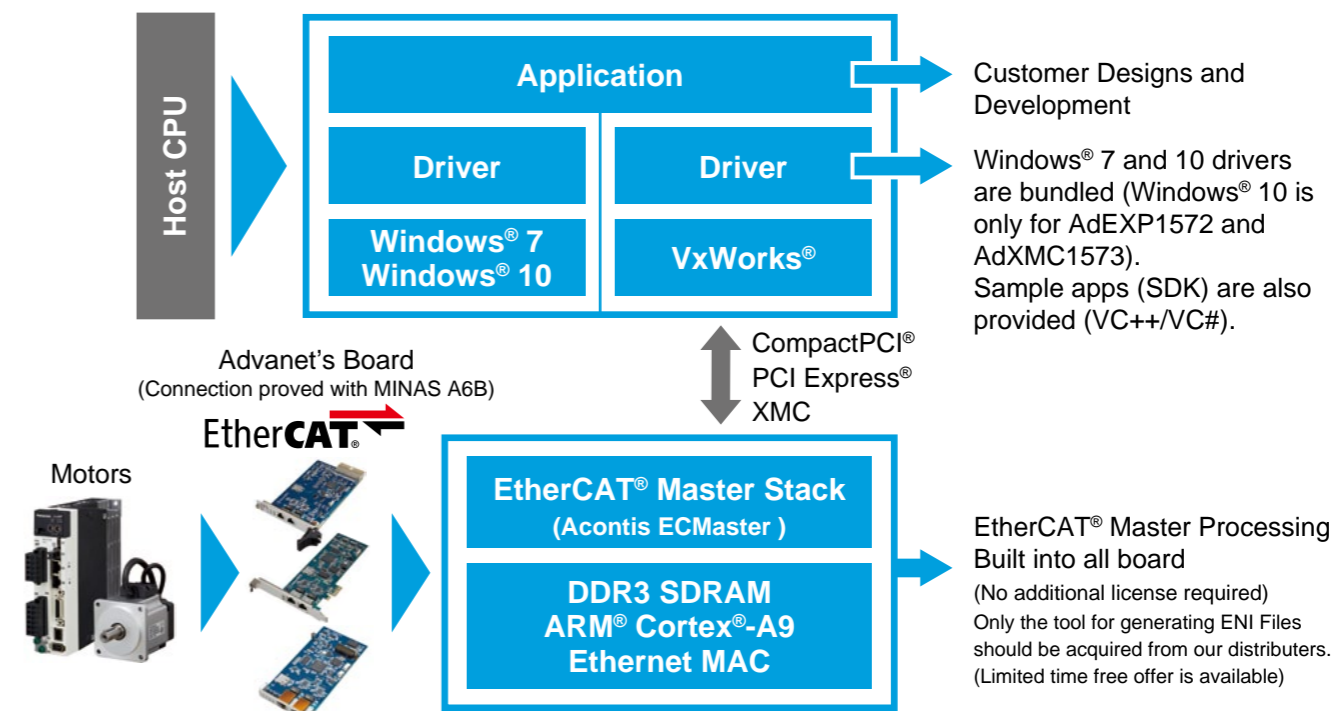 Host CPU
Application
Driver
Driver
Windows® 7
Windows® 10
VxWorks®
Customer Designs and
Development
Windows® 7 and 10 drivers
are bundled (Windows® 10 is
only for AdEXP1572 and
AdXMC1573).
Sample apps (SDK) are also
provided (VC++/VC#).
CompactPCI®
PCI Express®
XMC
Advanet's Board
(Connection proved with MINAS A6B)
EtherCAT®
Motors
EtherCAT® Master Stack
(Acontis ECMaster )
DDR3 SDRAM
ARM® Cortex®-A9
Ethernet MAC
EtherCAT® Master Processing
Built into all board
(No additional license required)
Only the tool for generating ENI Files
should be acquired from our distributers.
(Limited time free offer is available)